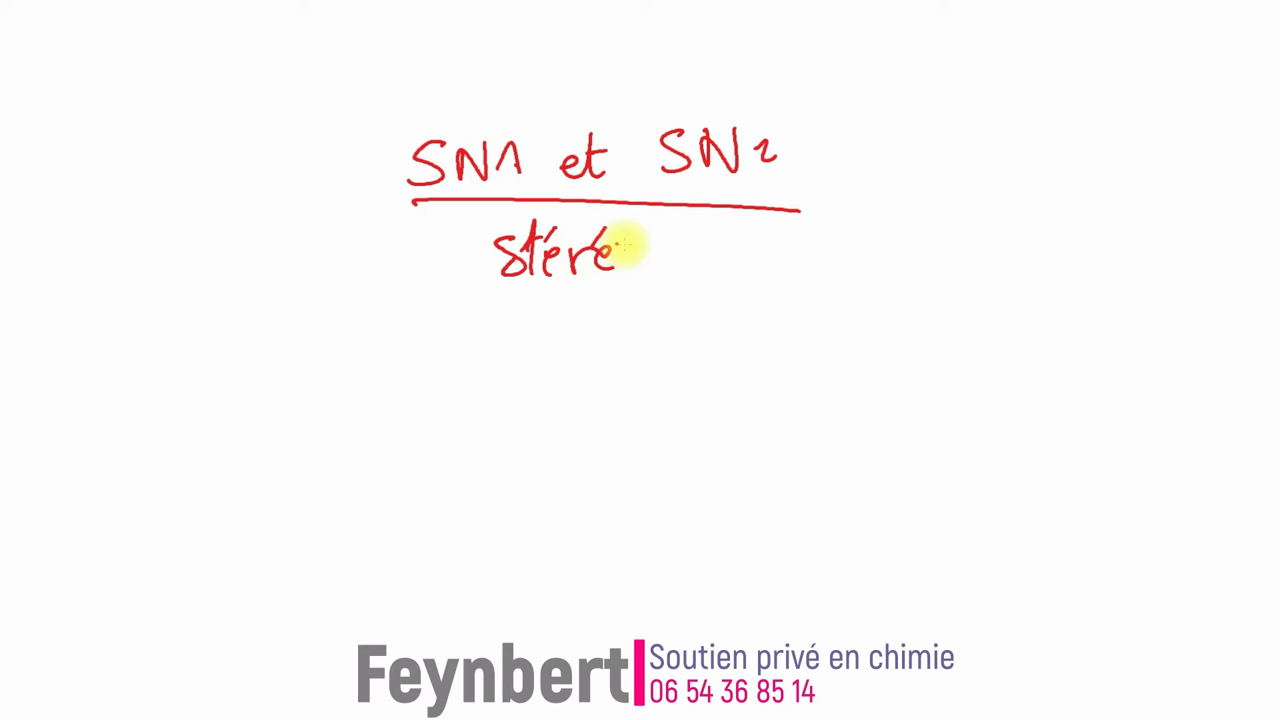 SN1 et SN2
stéré
Feynbert
Soutien privé en chimie
06 54 36 85 14